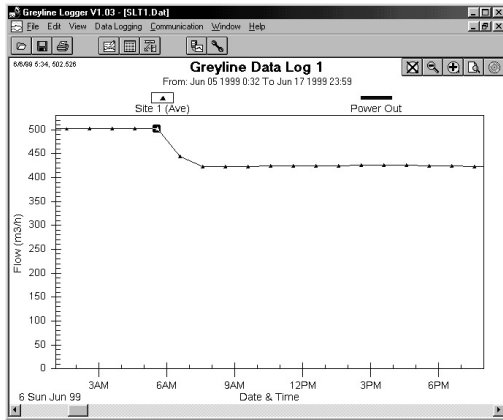 Greyline Logger V1.03 - [SLT1.Dat]
File Edit View Data Logging Communication Window Help
6/6/99 5:34, 502.526
Greyline Data Log 1
From: Jun 05 1999 0:32 To Jun 17 1999 23:59
Site 1 (Ave)
Power Out
500
450
400
350
300
250
200
150
100
50
0
Flow (m3/h)
3AM 6AM 9AM 12PM 3PM 6PM
6 Sun Jun 99
Date & Time